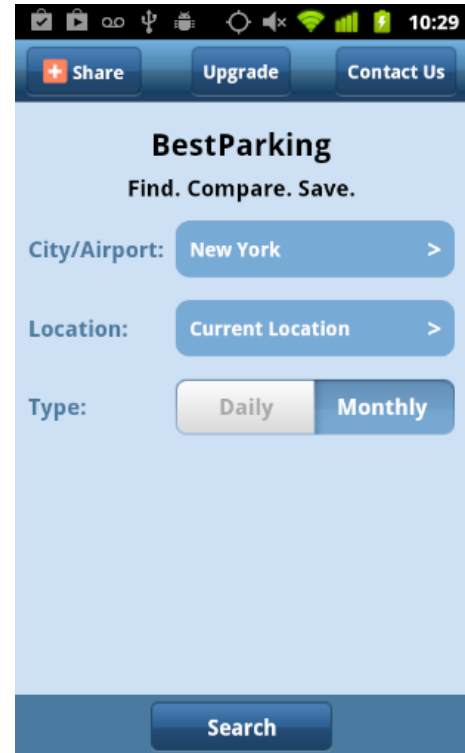 10:29
Share Upgrade Contact Us
BestParking
Find. Compare. Save.
City/Airport: New York >
Location: Current Location >
Type: Daily Monthly
Search